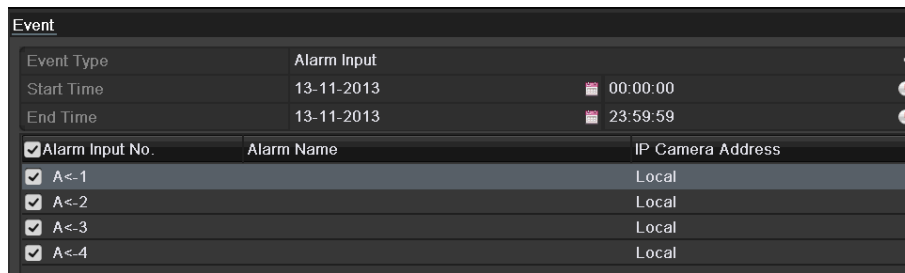 Event
Event Type Alarm Input
Start Time 13-11-2013 00:00:00
End Time 13-11-2013 23:59:59
Alarm Input No. Alarm Name IP Camera Address
A<-1 Local
A<-2 Local
A<-3 Local
A<-4 Local